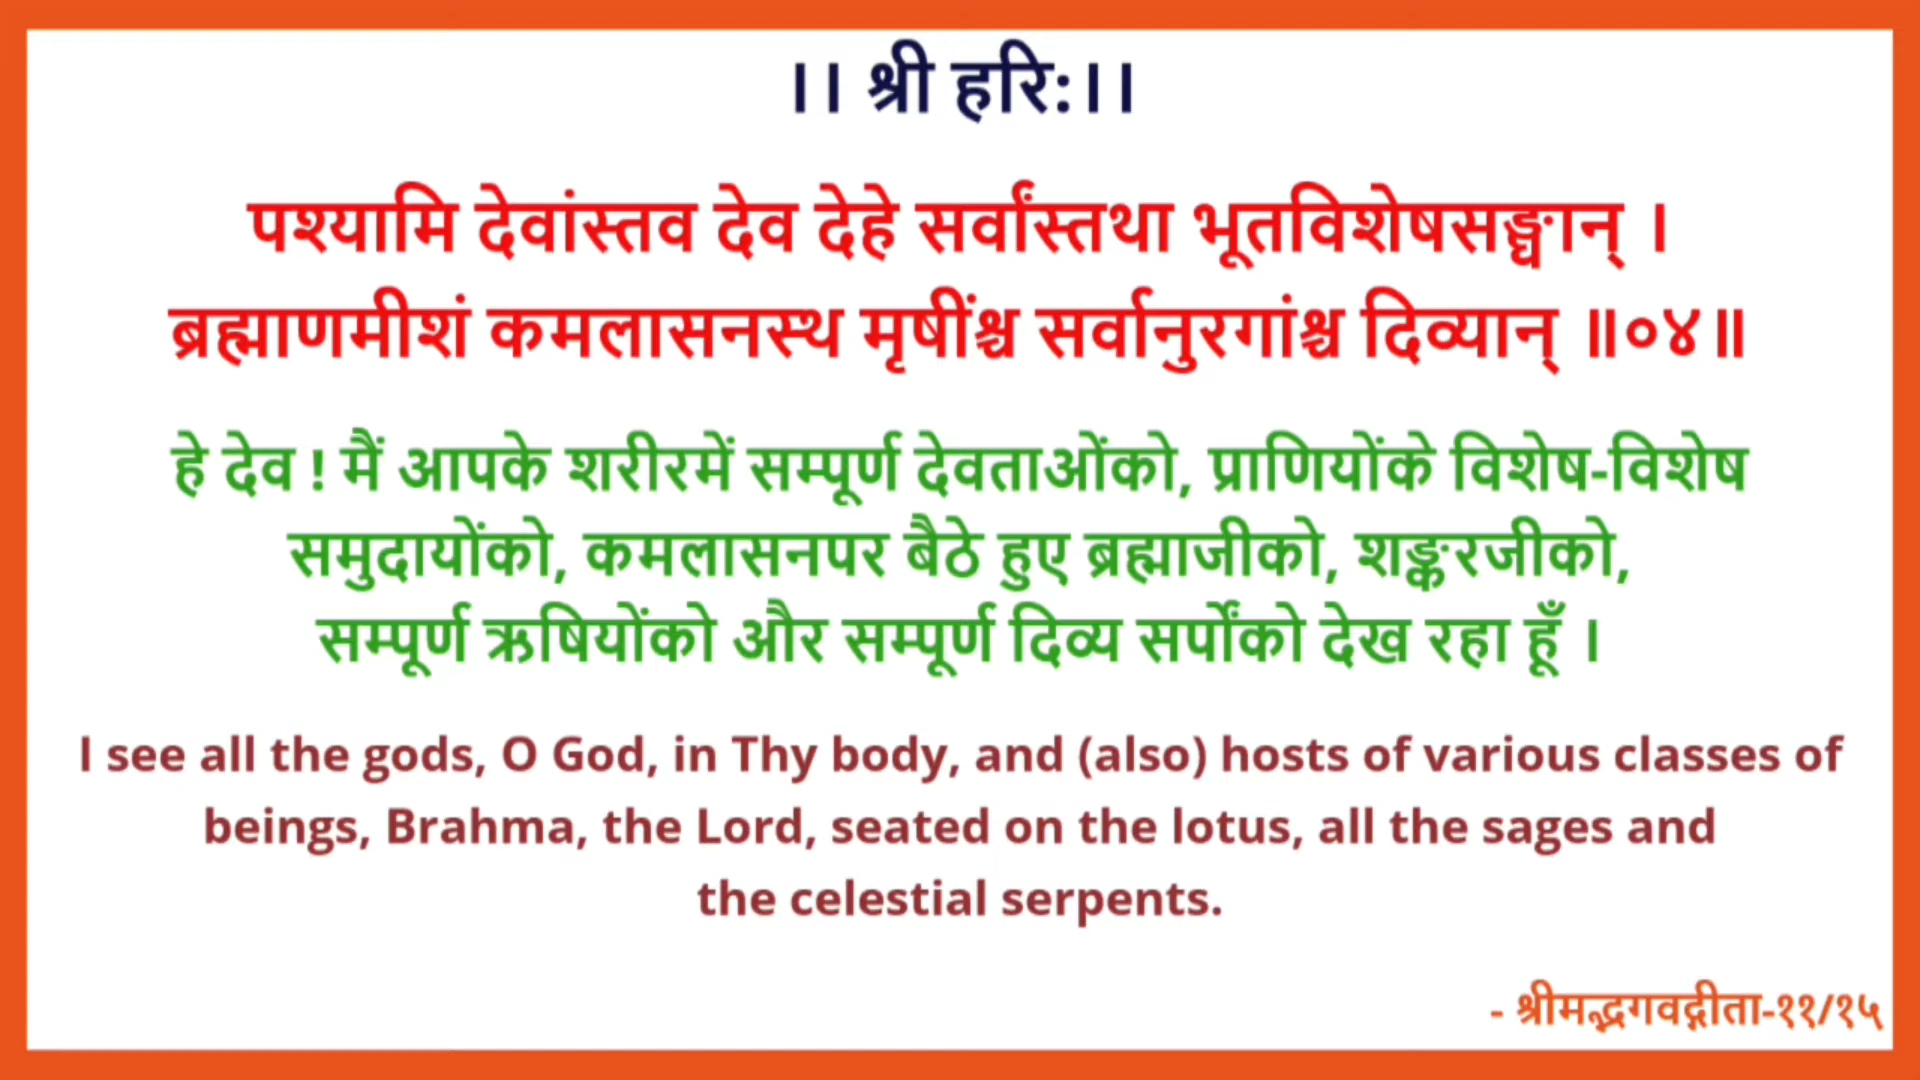 ।। श्री हरि:।।
पश्यामि देवांस्तव देव देहे सर्वांस्तथा भूतविशेषसङ्घान् ।
ब्रह्माणमीशं कमलासनस्थ मृषींश्च सर्वानुरगांश्च दिव्यान् ॥०४॥
हे देव ! मैं आपके शरीरमें सम्पूर्ण देवताओंको, प्राणियोंके विशेष-विशेष
समुदायोंको, कमलासनपर बैठे हुए ब्रह्माजीको, शङ्करजीको,
सम्पूर्ण ऋषियोंको और सम्पूर्ण दिव्य सर्पोंको देख रहा हूँ ।
I see all the gods, O God, in Thy body, and (also) hosts of various classes of
beings, Brahma, the Lord, seated on the lotus, all the sages and
the celestial serpents.
- श्रीमद्भगवद्गीता-११/१५